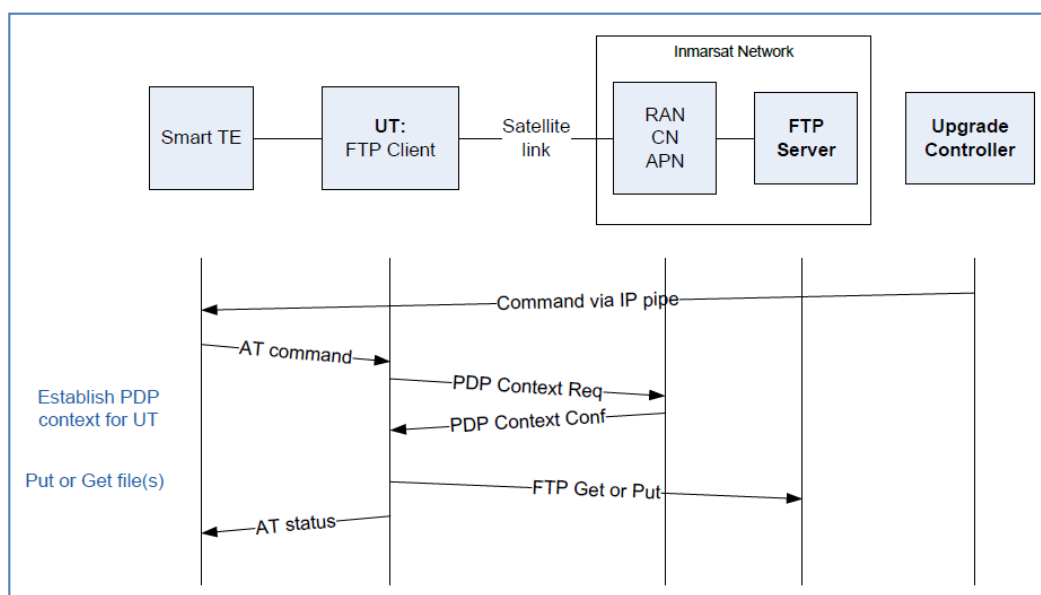 Inmarsat Network
Smart TE
UT:
FTP Client
Satellite
link
RAN
CN
APN
FTP
Server
Upgrade
Controller
Command via IP pipe
AT command
PDP Context Req
Establish PDP
context for UT
PDP Context Conf
Put or Get file(s)
FTP Get or Put
AT status